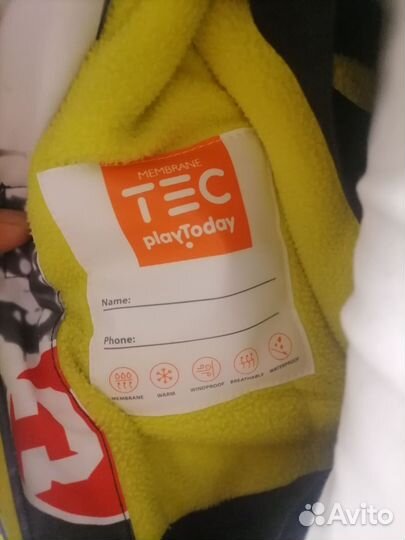 MEMBRANE
TEC
playToday
Name:
Phone:
MEMBRANE WARM WINDPROOF BREATHABLE WATERPROOF
Avito